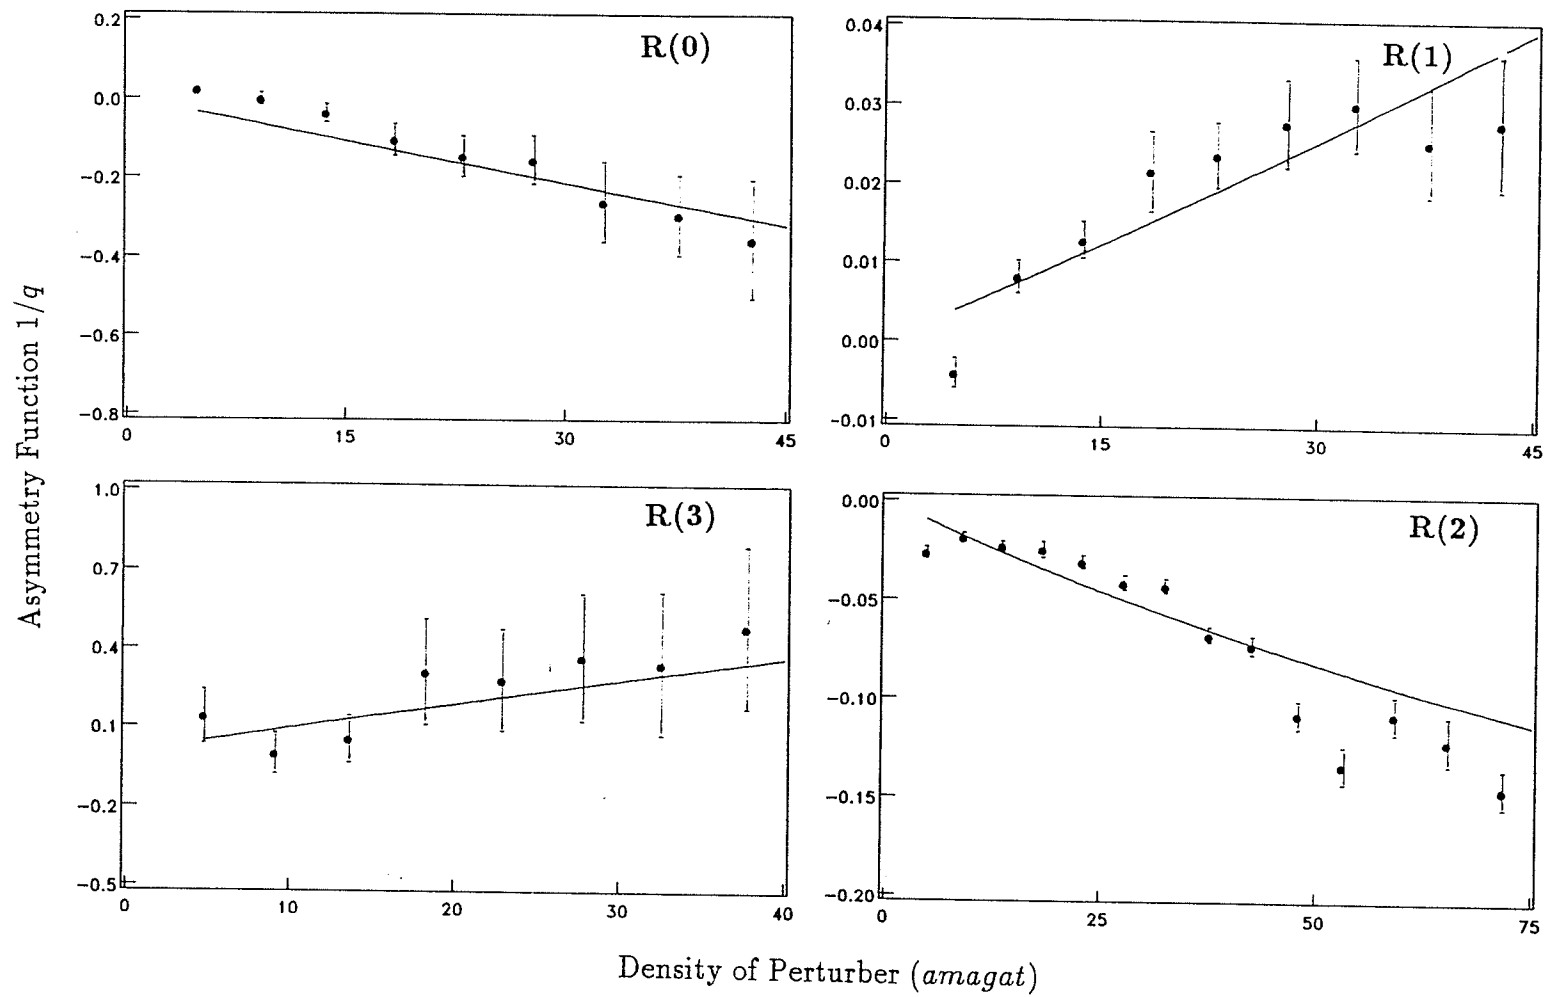 Asymmetry Function 1/q
R(0)
0.2
0.0
−0.2
−0.4
−0.6
−0.8
0 15 30 45
R(1)
0.04
0.03
0.02
0.01
0.00
−0.01
0 15 30 45
R(3)
1.0
0.7
0.4
0.1
−0.2
−0.5
0 10 20 30 40
R(2)
0.00
−0.05
−0.10
−0.15
−0.20
0 25 50 75
Density of Perturber (amagat)